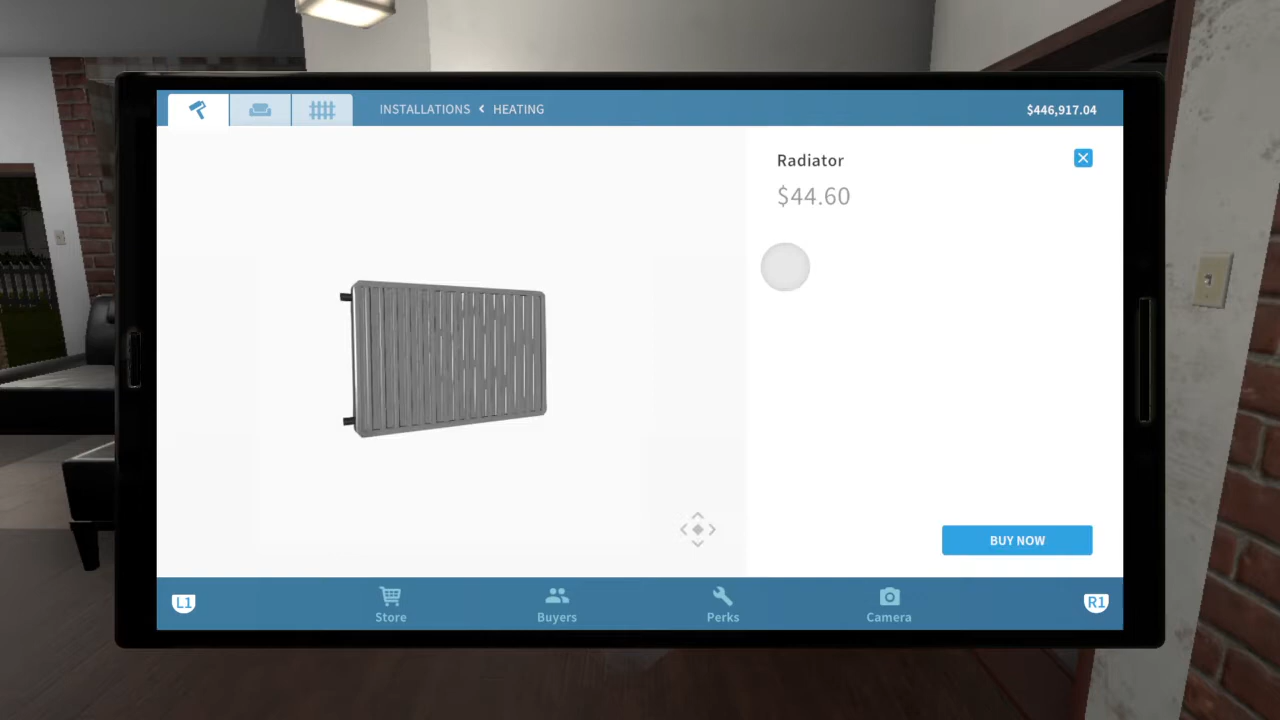 INSTALLATIONS < HEATING
$446,917.04
Radiator
$44.60
BUY NOW
L1
Store
Buyers
Perks
Camera
R1